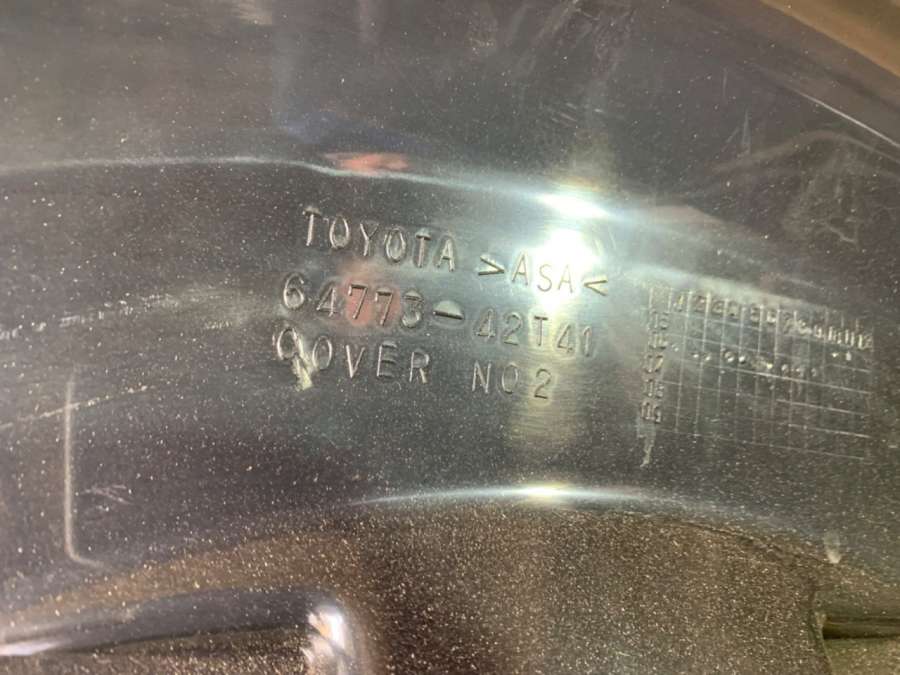 TOYOTA >ASA<
64773-42T41
COVER NO2